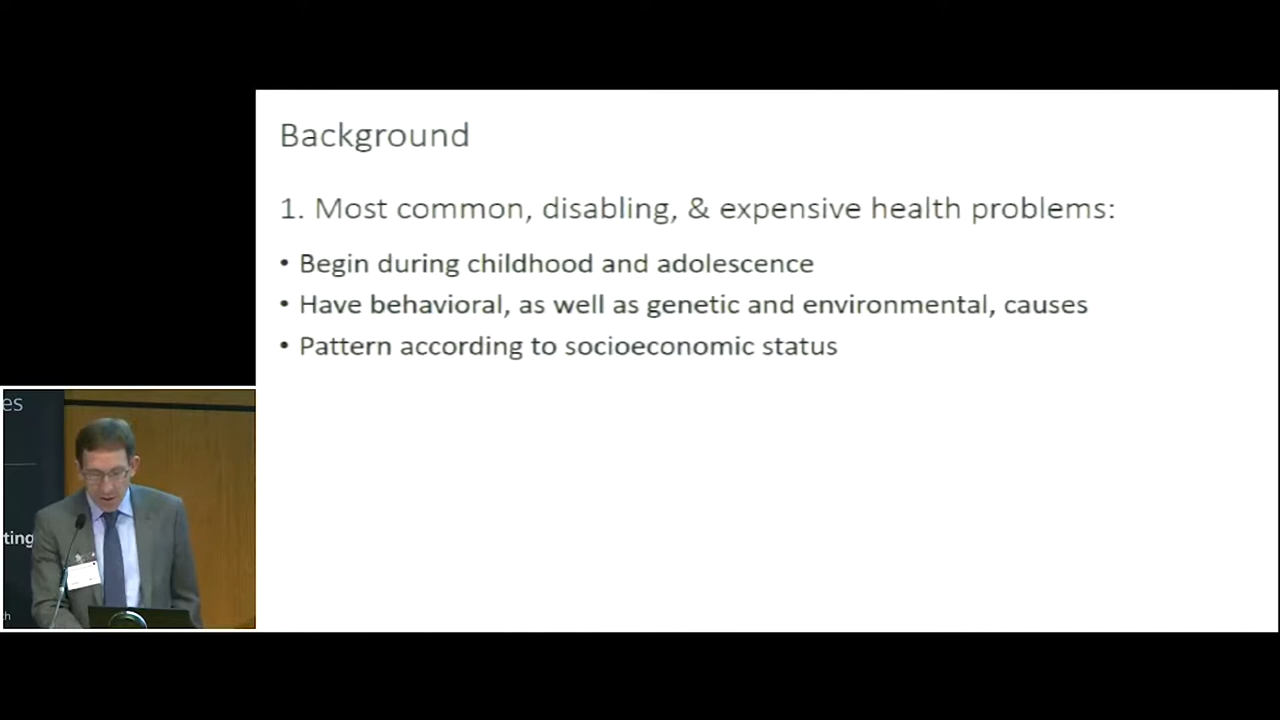 Background
1. Most common, disabling, & expensive health problems:
• Begin during childhood and adolescence
• Have behavioral, as well as genetic and environmental, causes
• Pattern according to socioeconomic status
es
ting
th